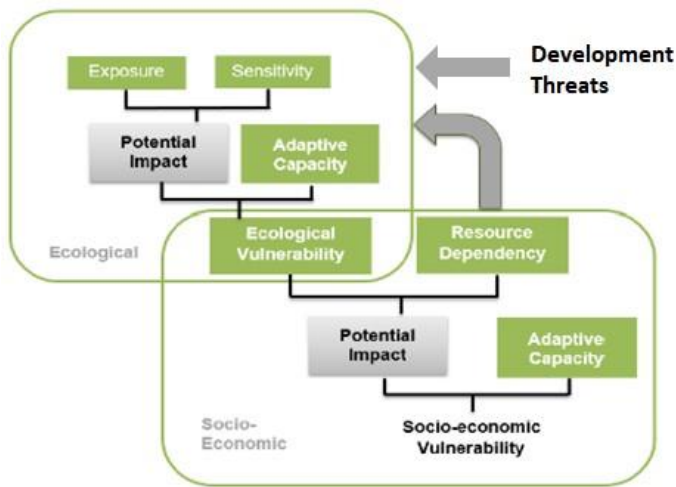 Development
Threats
Exposure
Sensitivity
Potential
Impact
Adaptive
Capacity
Ecological
Ecological
Vulnerability
Resource
Dependency
Potential
Impact
Adaptive
Capacity
Socio-
Economic
Socio-economic
Vulnerability